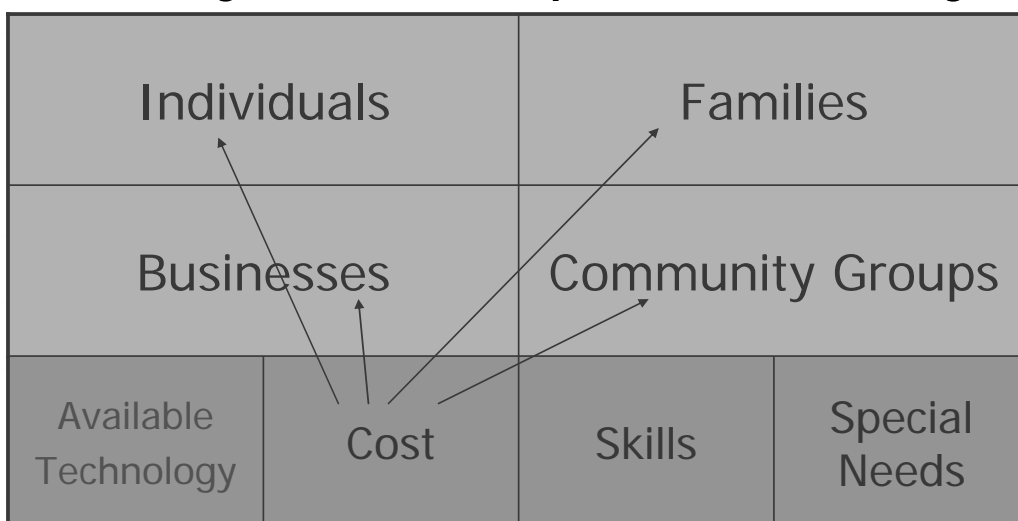 Individuals
Families
Businesses
Community Groups
Available
Technology
Cost
Skills
Special
Needs